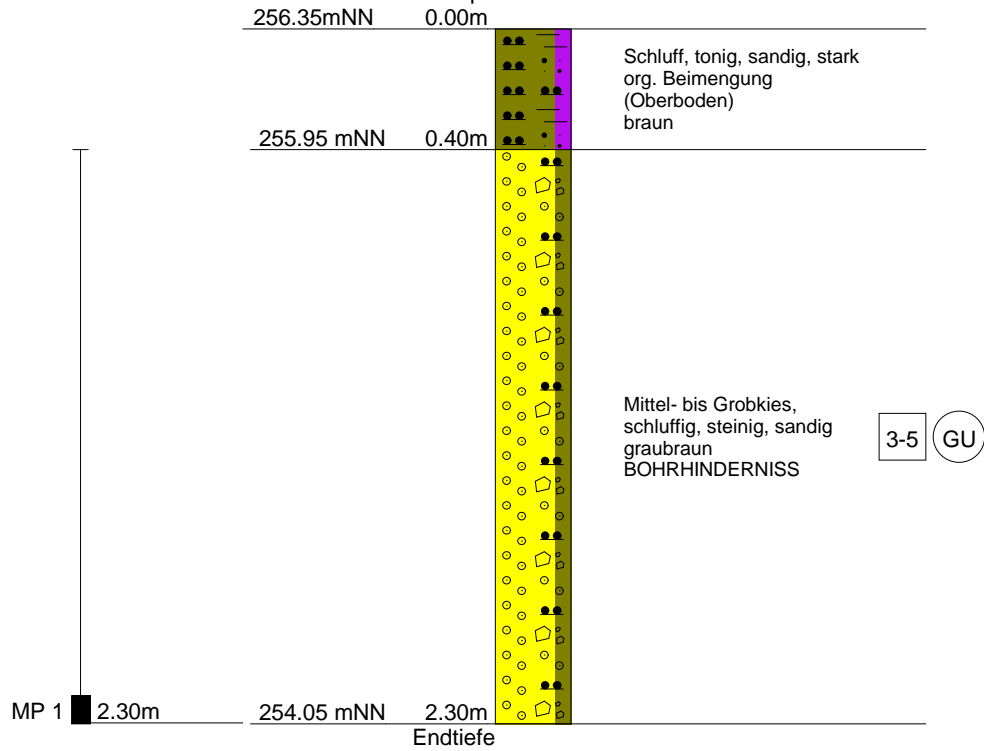 256.35mNN 0.00m
Schluff, tonig, sandig, stark
org. Beimengung
(Oberboden)
braun
255.95 mNN 0.40m
Mittel- bis Grobkies,
schluffig, steinig, sandig
graubraun
BOHRHINDERNISS
3-5 GU
MP 1 2.30m 254.05 mNN 2.30m
Endtiefe